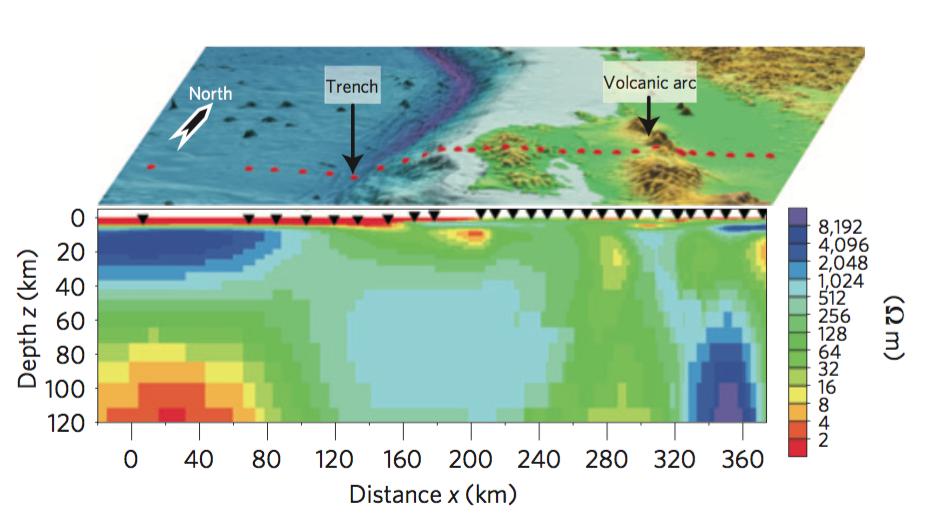 North
Trench
Volcanic arc
0
20
40
60
80
100
120
Depth z (km)
0 40 80 120 160 200 240 280 320 360
Distance x (km)
8,192
4,096
2,048
1,024
512
256
128
64
32
16
8
4
2
(Ω m)